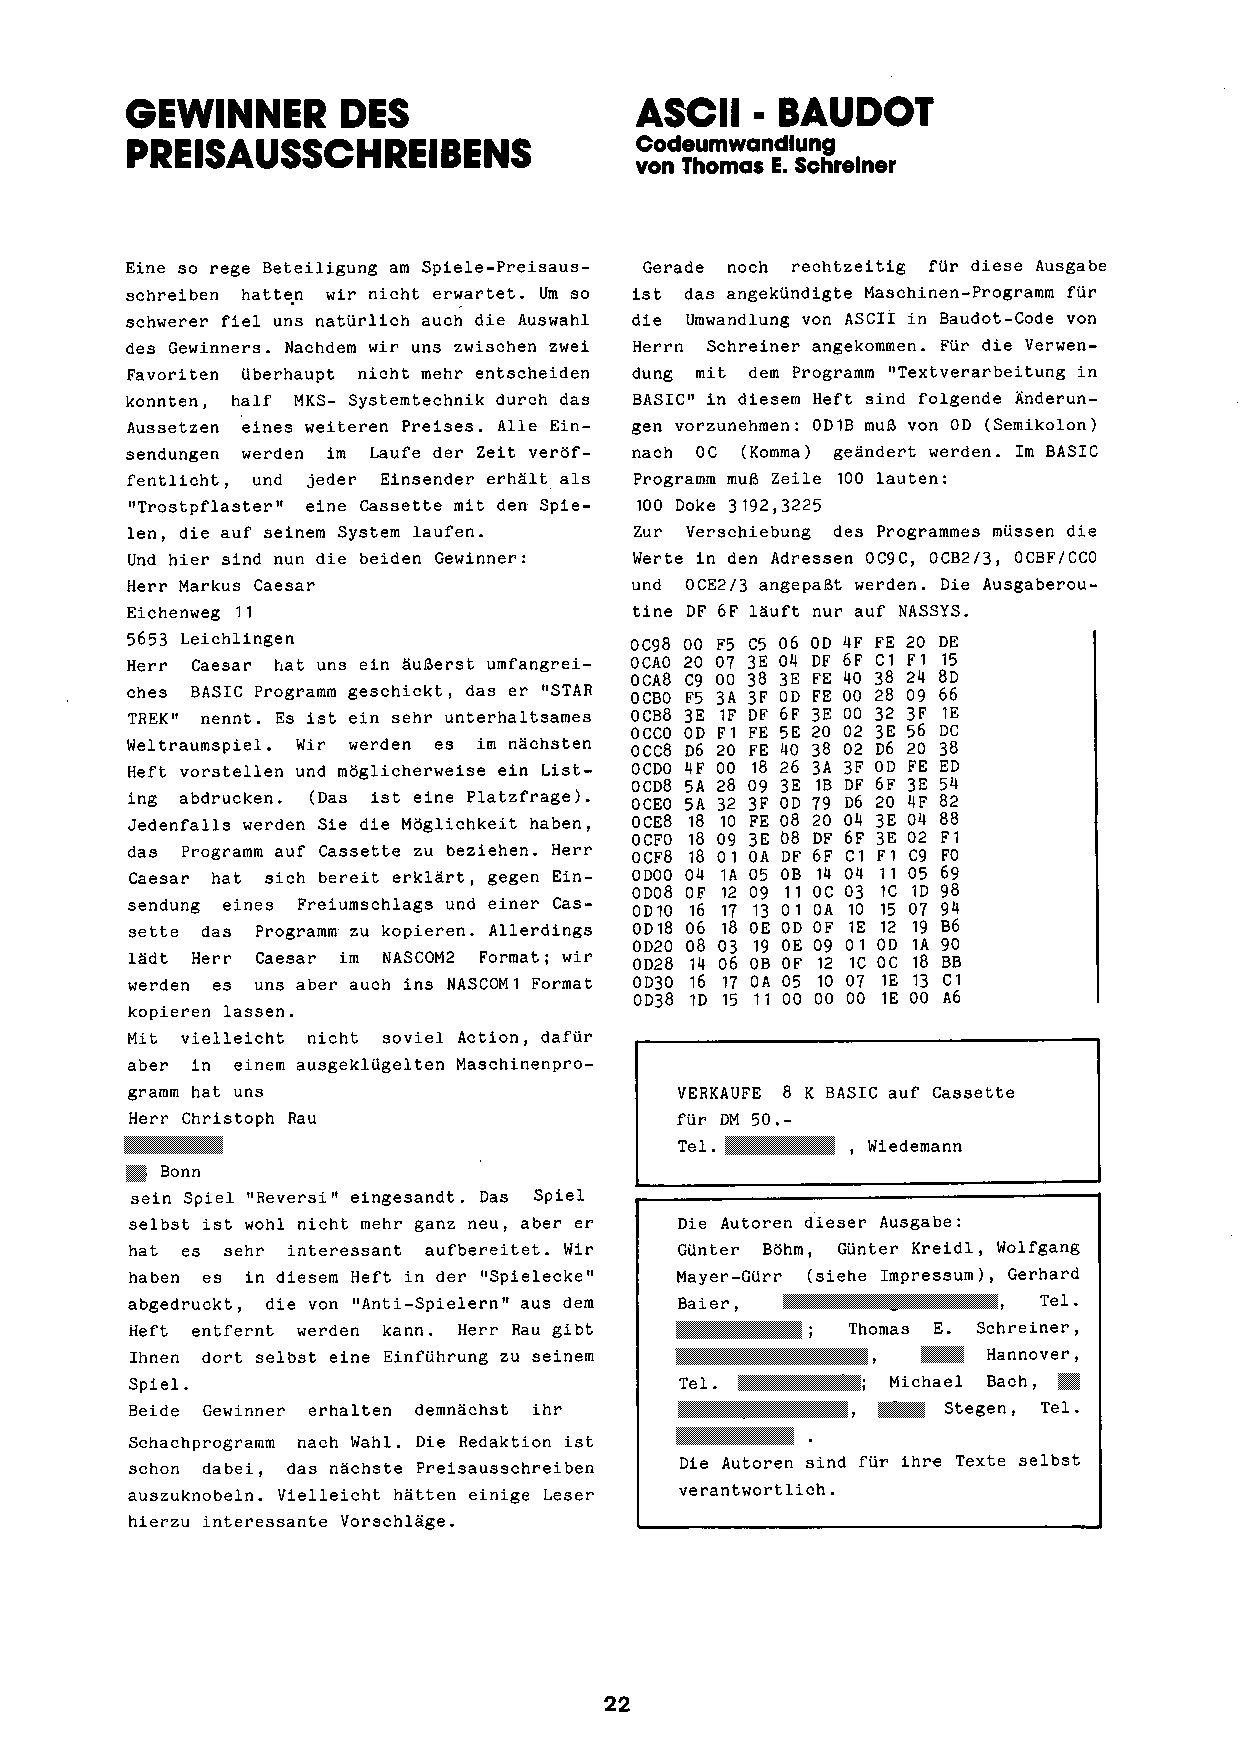 GEWINNER DES
PREISAUSSCHREIBENS
Eine so rege Beteiligung am Spiele-Preisaus-
schreiben hatten wir nicht erwartet. Um so
schwerer fiel uns natürlich auch die Auswahl
des Gewinners. Nachdem wir uns zwischen zwei
Favoriten überhaupt nicht mehr entscheiden
konnten, half MKS- Systemtechnik durch das
Aussetzen eines weiteren Preises. Alle Ein-
sendungen werden im Laufe der Zeit veröf-
fentlicht, und jeder Einsender erhält als
"Trostpflaster" eine Cassette mit den Spie-
len, die auf seinem System laufen.
Und hier sind nun die beiden Gewinner:
Herr Markus Caesar
Eichenweg 11
5653 Leichlingen
Herr Caesar hat uns ein äußerst umfangrei-
ches BASIC Programm geschickt, das er "STAR
TREK" nennt. Es ist ein sehr unterhaltsames
Weltraumspiel. Wir werden es im nächsten
Heft vorstellen und möglicherweise ein List-
ing abdrucken. (Das ist eine Platzfrage).
Jedenfalls werden Sie die Möglichkeit haben,
das Programm auf Cassette zu beziehen. Herr
Caesar hat sich bereit erklärt, gegen Ein-
sendung eines Freiumschlags und einer Cas-
sette das Programm zu kopieren. Allerdings
lädt Herr Caesar im NASCOM2 Format; wir
werden es uns aber auch ins NASCOM1 Format
kopieren lassen.
Mit vielleicht nicht soviel Action, dafür
aber in einem ausgeklügelten Maschinenpro-
gramm hat uns
Herr Christoph Rau
Bonn
sein Spiel "Reversi" eingesandt. Das Spiel
selbst ist wohl nicht mehr ganz neu, aber er
hat es sehr interessant aufbereitet. Wir
haben es in diesem Heft in der "Spielecke"
abgedruckt, die von "Anti-Spielern" aus dem
Heft entfernt werden kann. Herr Rau gibt
Ihnen dort selbst eine Einführung zu seinem
Spiel.
Beide Gewinner erhalten demnächst ihr
Schachprogramm nach Wahl. Die Redaktion ist
schon dabei, das nächste Preisausschreiben
auszuknobeln. Vielleicht hätten einige Leser
hierzu interessante Vorschläge.
ASCII - BAUDOT
Codeumwandlung
von Thomas E. Schreiner
Gerade noch rechtzeitig für diese Ausgabe
ist das angekündigte Maschinen-Programm für
die Umwandlung von ASCII in Baudot-Code von
Herrn Schreiner angekommen. Für die Verwen-
dung mit dem Programm "Textverarbeitung in
BASIC" in diesem Heft sind folgende Änderun-
gen vorzunehmen: 0D1B muß von 0D (Semikolon)
nach 0C (Komma) geändert werden. Im BASIC
Programm muß Zeile 100 lauten:
100 Doke 3192,3225
Zur Verschiebung des Programmes müssen die
Werte in den Adressen 0C9C, 0CB2/3, 0CBF/CC0
und 0CE2/3 angepaßt werden. Die Ausgaberou-
tine DF 6F läuft nur auf NASSYS.
0C98 00 F5 C5 06 0D 4F FE 20 DE
0CA0 20 07 3E 04 DF 6F C1 F1 15
0CA8 C9 00 38 3E FE 40 38 24 8D
0CB0 F5 3A 3F 0D FE 00 28 09 66
0CB8 3E 1F DF 6F 3E 00 32 3F 1E
0CC0 0D F1 FE 5E 20 02 3E 56 DC
0CC8 D6 20 FE 40 38 02 D6 20 38
0CD0 4F 00 18 26 3A 3F 0D FE ED
0CD8 5A 28 09 3E 1B DF 6F 3E 54
0CE0 5A 32 3F 0D 79 D6 20 4F 82
0CE8 18 10 FE 08 20 04 3E 04 88
0CF0 18 09 3E 08 DF 6F 3E 02 F1
0CF8 18 01 0A DF 6F C1 F1 C9 F0
0D00 04 1A 05 0B 14 04 11 05 69
0D08 0F 12 09 11 0C 03 1C 1D 98
0D10 16 17 13 01 0A 10 15 07 94
0D18 06 18 0E 0D 0F 1E 12 19 B6
0D20 08 03 19 0E 09 01 0D 1A 90
0D28 14 06 0B 0F 12 1C 0C 18 BB
0D30 16 17 0A 05 10 07 1E 13 C1
0D38 1D 15 11 00 00 00 1E 00 A6
VERKAUFE 8 K BASIC auf Cassette
für DM 50.-
Tel. , Wiedemann
Die Autoren dieser Ausgabe:
Günter Böhm, Günter Kreidl, Wolfgang
Mayer-Gürr (siehe Impressum), Gerhard
Baier, , Tel.
; Thomas E. Schreiner,
, Hannover,
Tel. ; Michael Bach,
, Stegen, Tel.
.
Die Autoren sind für ihre Texte selbst
verantwortlich.
22